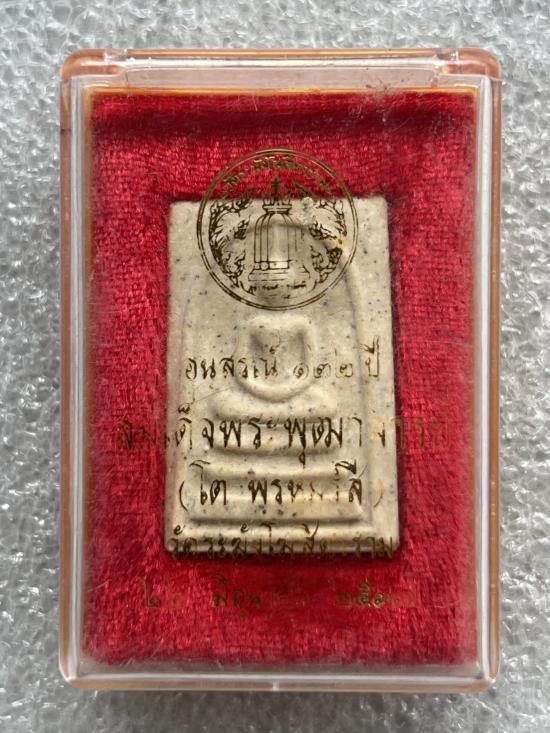 อนุสรณ์ ๑๒๒ ปี
สมเด็จพระพุฒาจารย์
(โต พรหมรังสี)
วัดระฆังโฆสิตาราม
มิถุนายน ๒๕๓๗